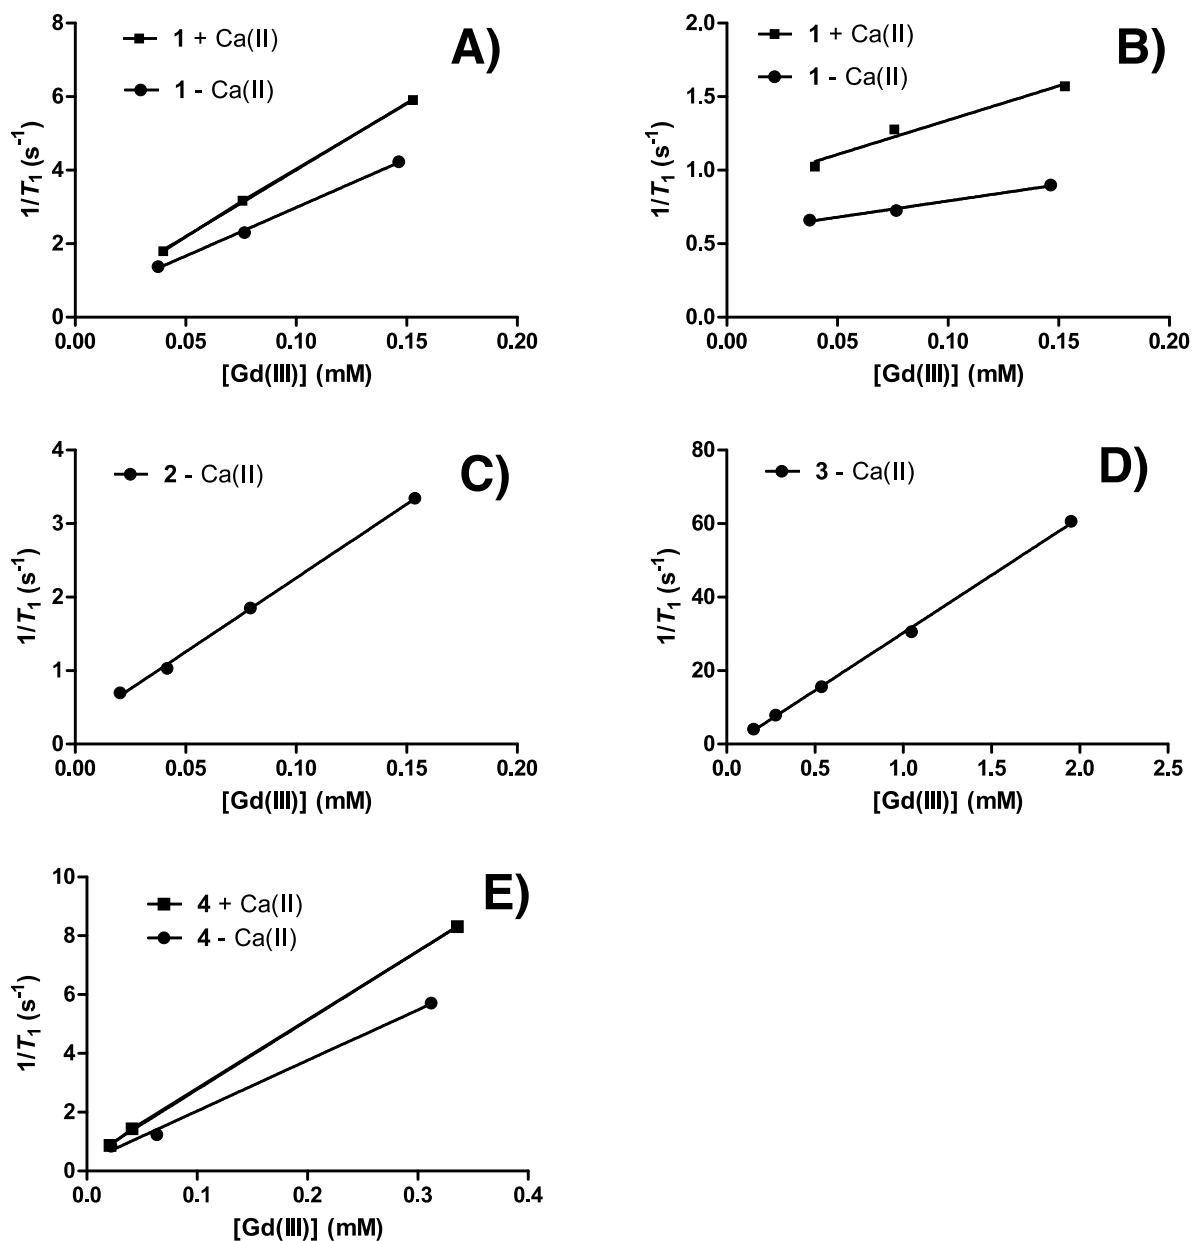 A)
1 + Ca(II)
1 - Ca(II)
1/T1 (s-1)
8
6
4
2
0
0.00 0.05 0.10 0.15 0.20
[Gd(III)] (mM)
B)
1 + Ca(II)
1 - Ca(II)
1/T1 (s-1)
2.0
1.5
1.0
0.5
0.0
0.00 0.05 0.10 0.15 0.20
[Gd(III)] (mM)
C)
2 - Ca(II)
1/T1 (s-1)
4
3
2
1
0
0.00 0.05 0.10 0.15 0.20
[Gd(III)] (mM)
D)
3 - Ca(II)
1/T1 (s-1)
80
60
40
20
0
0.0 0.5 1.0 1.5 2.0 2.5
[Gd(III)] (mM)
E)
4 + Ca(II)
4 - Ca(II)
1/T1 (s-1)
10
8
6
4
2
0
0.0 0.1 0.2 0.3 0.4
[Gd(III)] (mM)